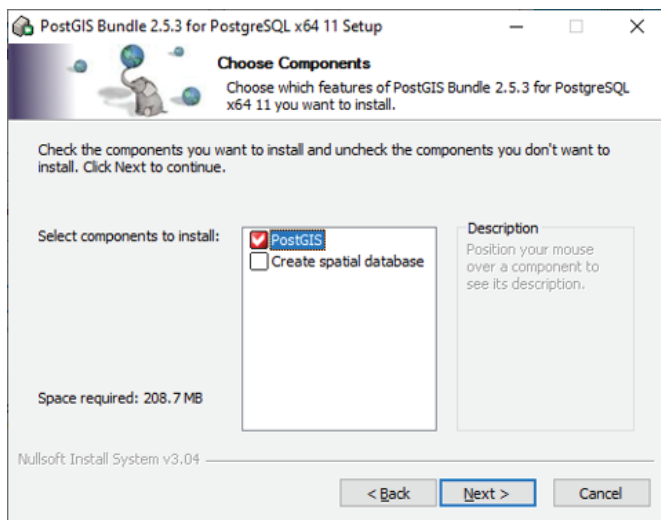 PostGIS Bundle 2.5.3 for PostgreSQL x64 11 Setup
Choose Components
Choose which features of PostGIS Bundle 2.5.3 for PostgreSQL
x64 11 you want to install.
Check the components you want to install and uncheck the components you don't want to
install. Click Next to continue.
Select components to install:
PostGIS
Create spatial database
Description
Position your mouse
over a component to
see its description.
Space required: 208.7 MB
Nullsoft Install System v3.04
< Back
Next >
Cancel